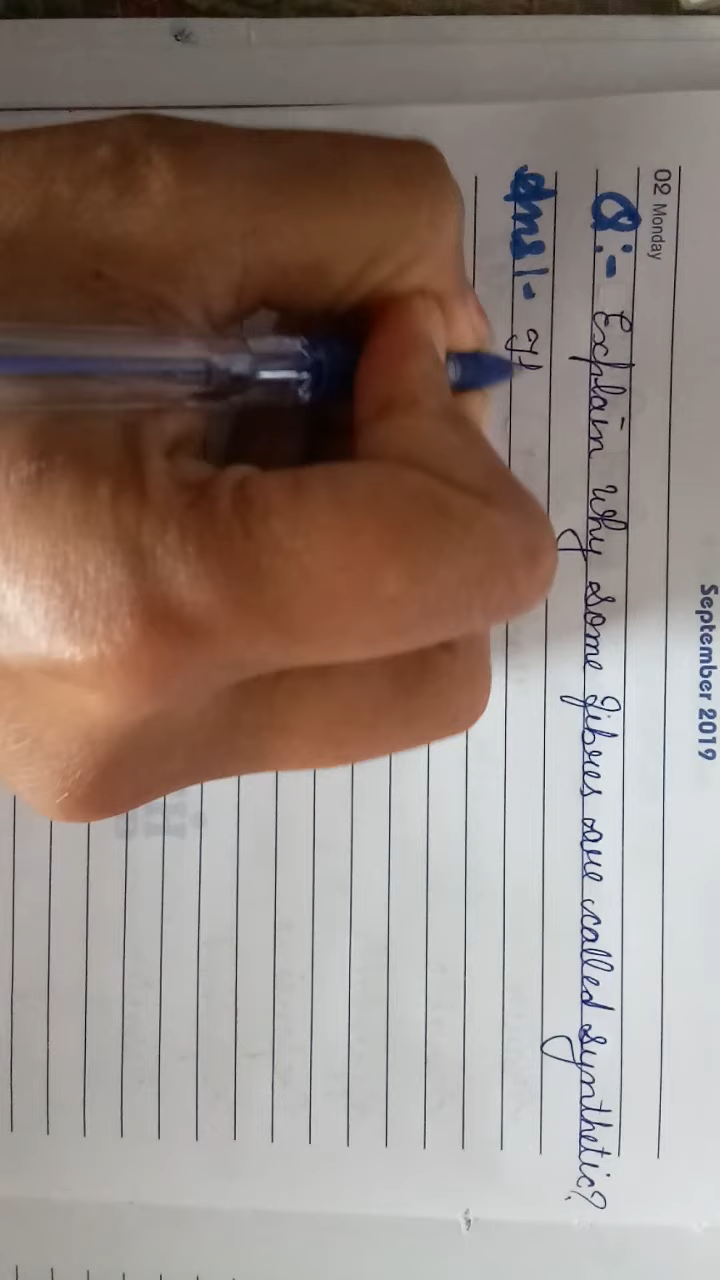 September 2019
02 Monday
Q:- Explain why some fibres are called synthetic?
Ans!-